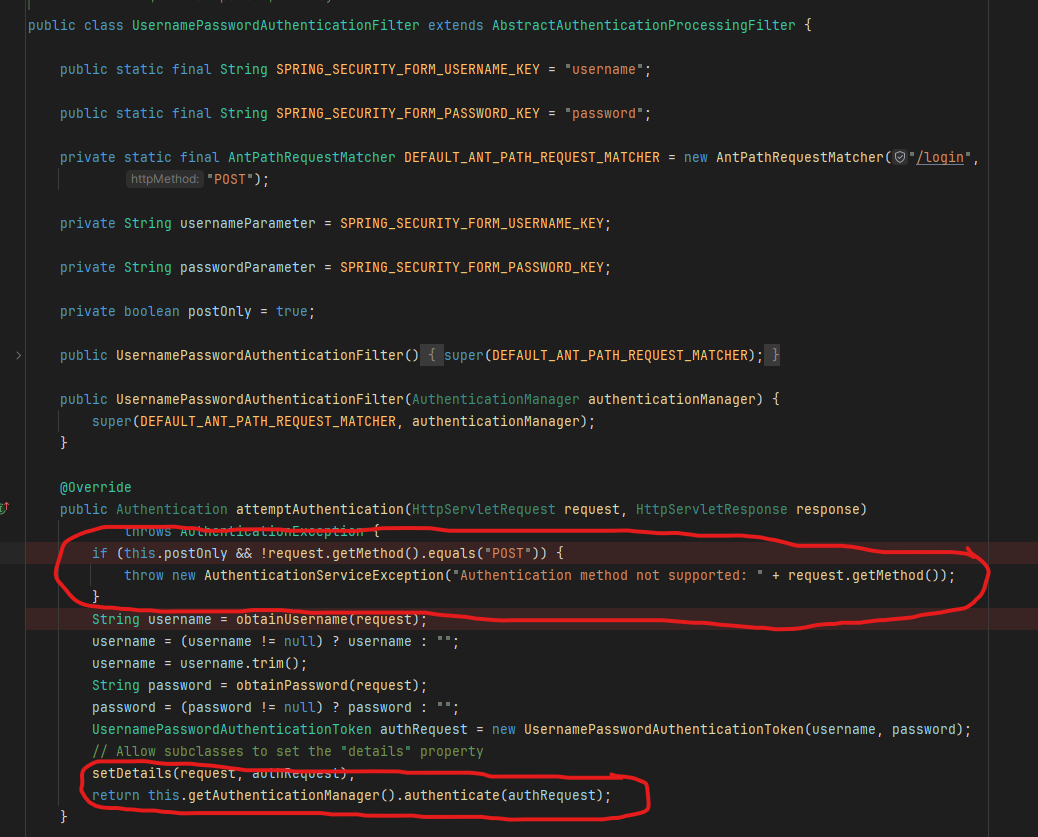 public class UsernamePasswordAuthenticationFilter extends AbstractAuthenticationProcessingFilter {
public static final String SPRING_SECURITY_FORM_USERNAME_KEY = "username";
public static final String SPRING_SECURITY_FORM_PASSWORD_KEY = "password";
private static final AntPathRequestMatcher DEFAULT_ANT_PATH_REQUEST_MATCHER = new AntPathRequestMatcher("/login",
httpMethod: "POST");
private String usernameParameter = SPRING_SECURITY_FORM_USERNAME_KEY;
private String passwordParameter = SPRING_SECURITY_FORM_PASSWORD_KEY;
private boolean postOnly = true;
public UsernamePasswordAuthenticationFilter() { super(DEFAULT_ANT_PATH_REQUEST_MATCHER); }
public UsernamePasswordAuthenticationFilter(AuthenticationManager authenticationManager) {
super(DEFAULT_ANT_PATH_REQUEST_MATCHER, authenticationManager);
}
@Override
public Authentication attemptAuthentication(HttpServletRequest request, HttpServletResponse response)
throws AuthenticationException {
if (this.postOnly && !request.getMethod().equals("POST")) {
throw new AuthenticationServiceException("Authentication method not supported: " + request.getMethod());
}
String username = obtainUsername(request);
username = (username != null) ? username : "";
username = username.trim();
String password = obtainPassword(request);
password = (password != null) ? password : "";
UsernamePasswordAuthenticationToken authRequest = new UsernamePasswordAuthenticationToken(username, password);
// Allow subclasses to set the "details" property
setDetails(request, authRequest);
return this.getAuthenticationManager().authenticate(authRequest);
}